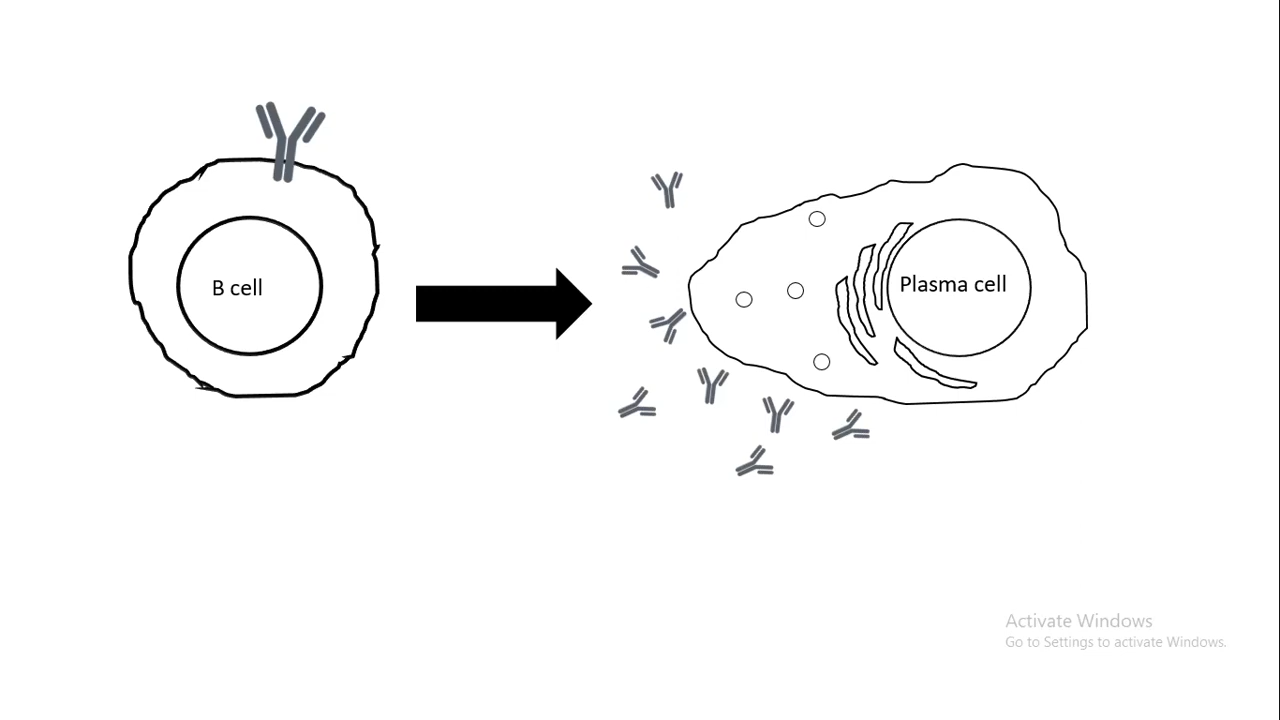 B cell
Plasma cell
Activate Windows
Go to Settings to activate Windows.